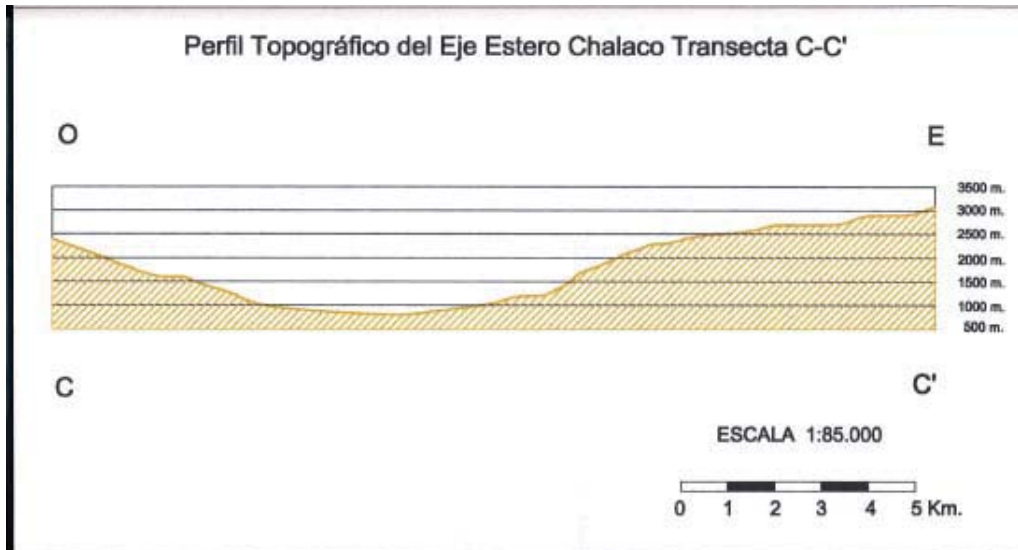 Perfil Topográfico del Eje Estero Chalaco Transecta C-C'
O E
3500 m.
3000 m.
2500 m.
2000 m.
1500 m.
1000 m.
500 m.
C C'
ESCALA 1:85.000
0 1 2 3 4 5 Km.